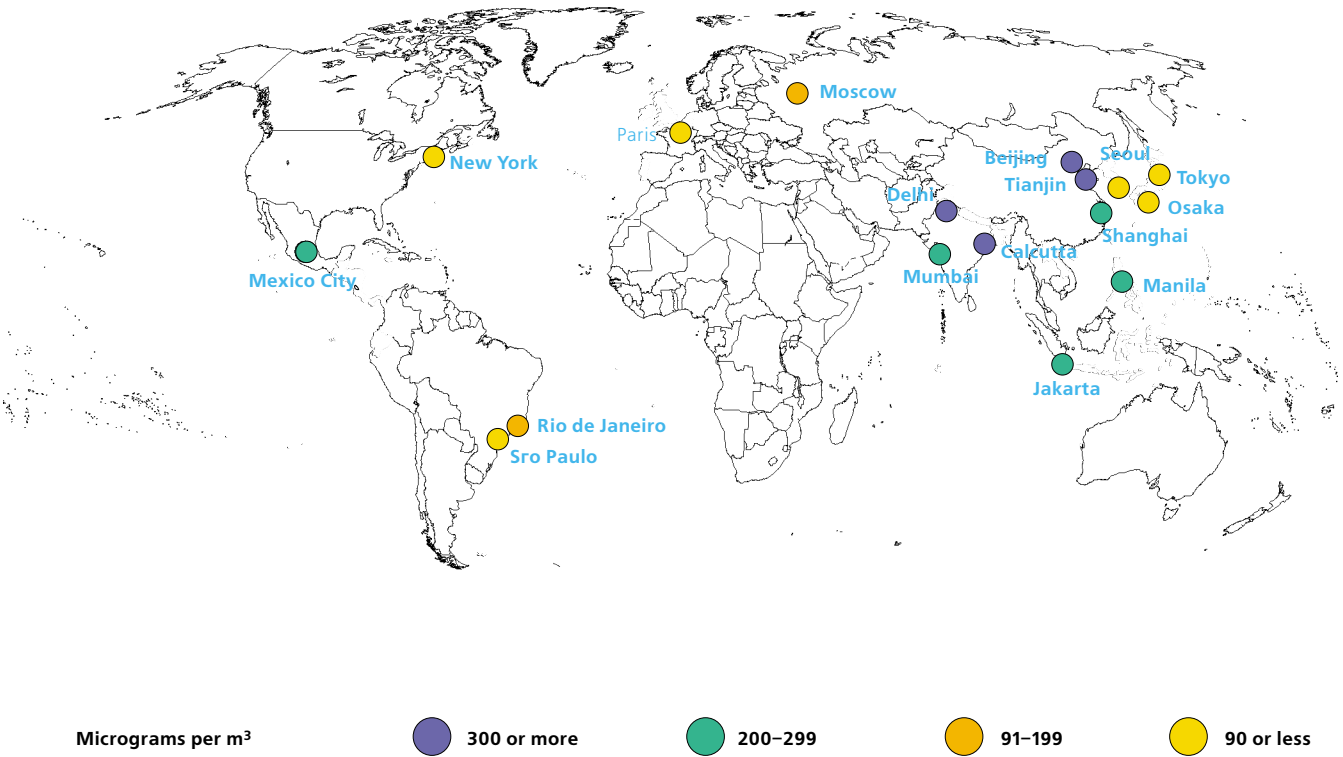 Moscow
Paris
New York
Beijing
Seoul
Tianjin
Tokyo
Delhi
Osaka
Shanghai
Calcutta
Mumbai
Mexico City
Manila
Jakarta
Rio de Janeiro
Sгo Paulo
Micrograms per m³
300 or more
200–299
91–199
90 or less